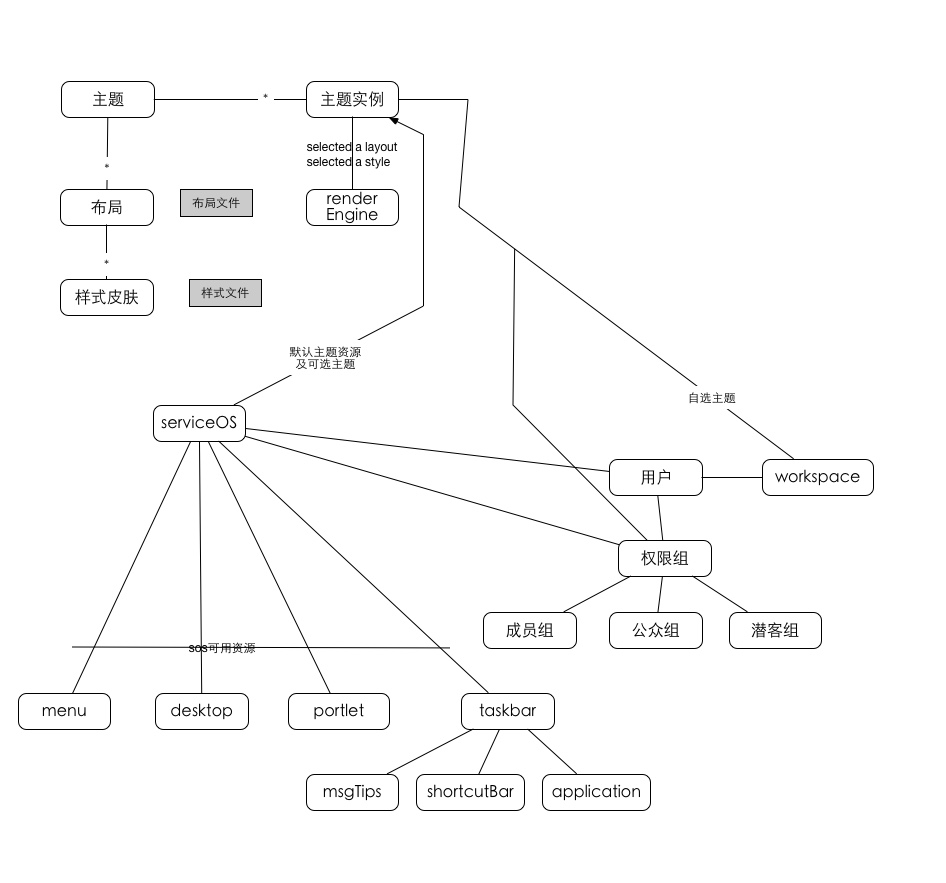 主题
*
主题实例
selected a layout
selected a style
*
布局
布局文件
render
Engine
*
样式皮肤
样式文件
默认主题资源
及可选主题
自选主题
serviceOS
用户
workspace
权限组
成员组
公众组
潜客组
sos可用资源
menu
desktop
portlet
taskbar
msgTips
shortcutBar
application